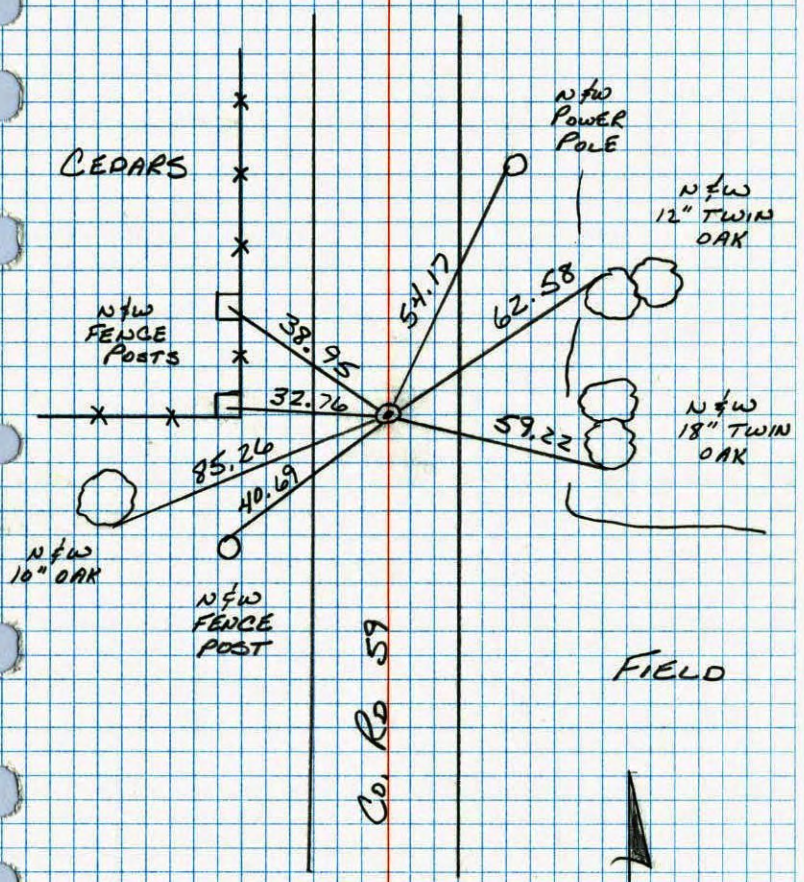 N&W
POWER
POLE
CEDARS
N&W
12" TWIN
OAK
54.17
62.58
N&W
FENCE
POSTS
38.95
32.76
N&W
18" TWIN
OAK
59.22
85.26
40.69
N&W
10" OAK
N&W
FENCE
POST
Co. RD 59
FIELD